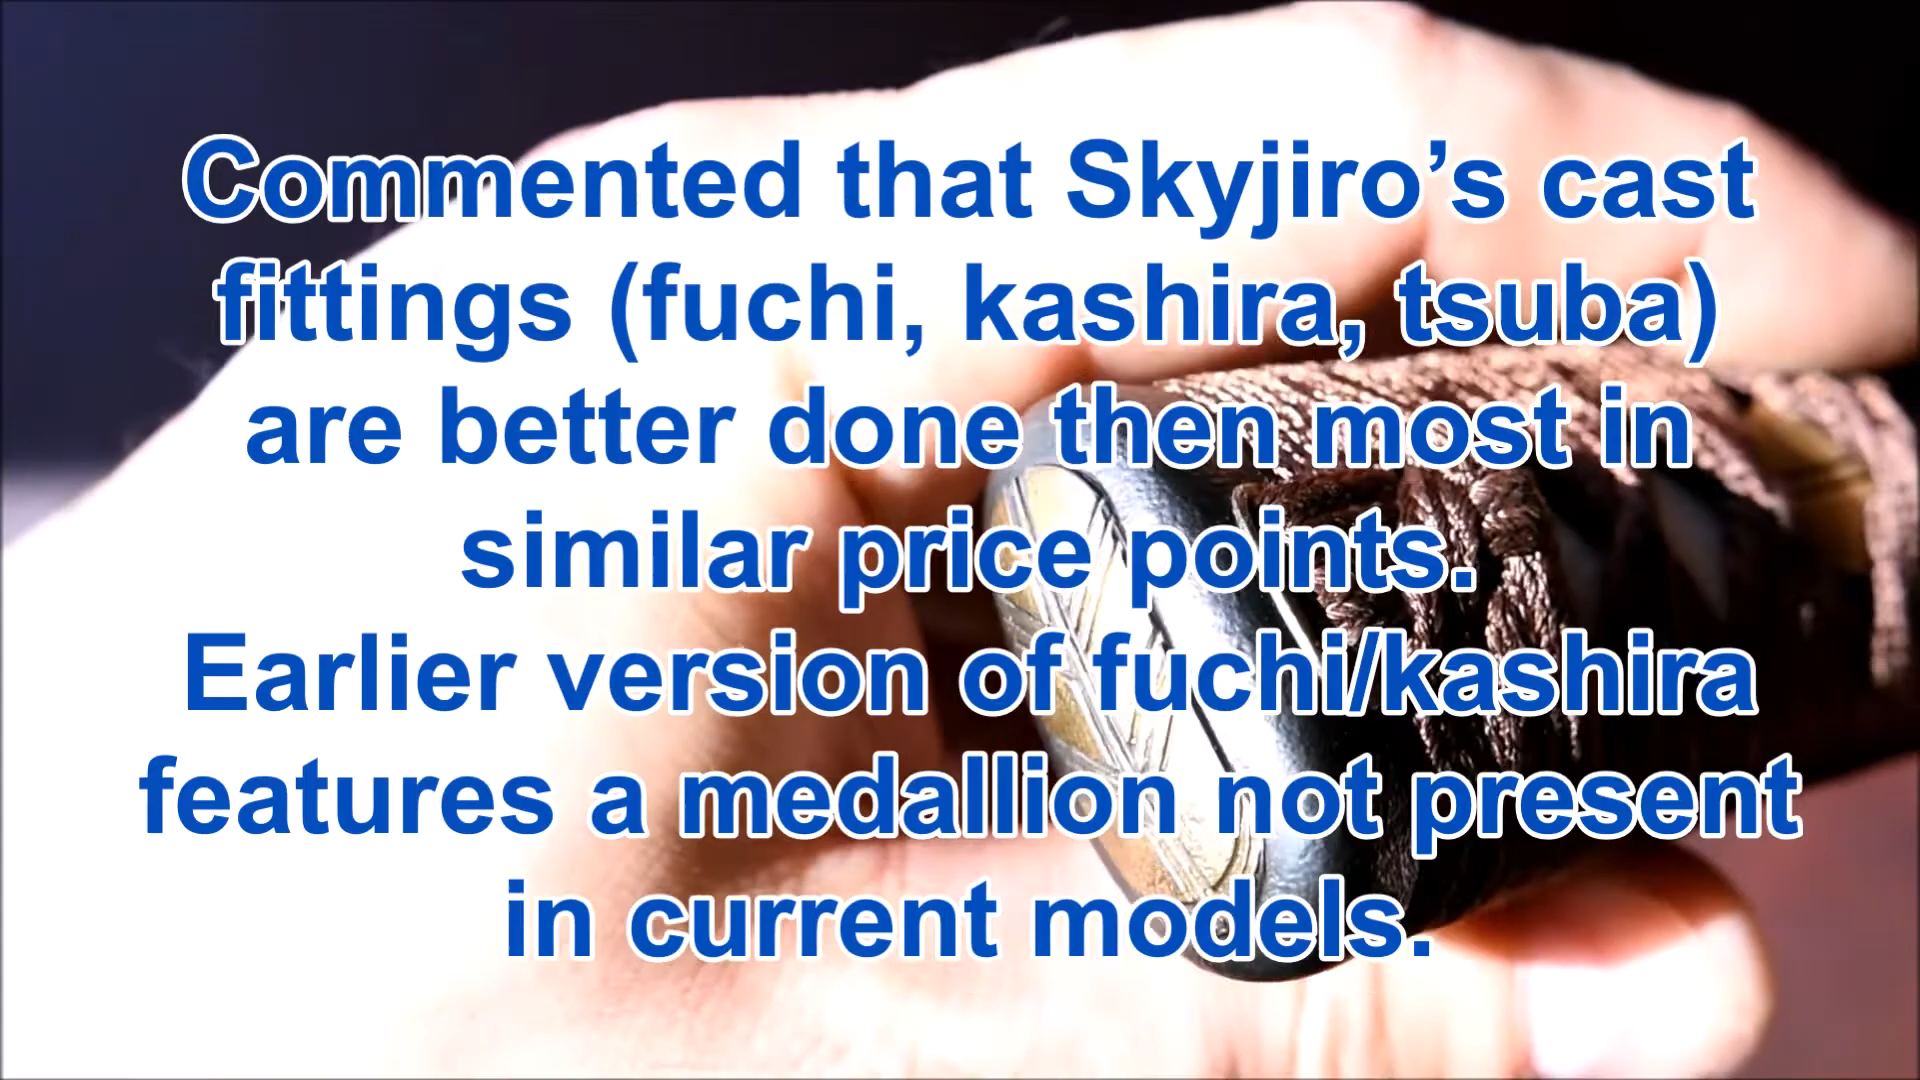 Commented that Skyjiro’s cast
fittings (fuchi, kashira, tsuba)
are better done then most in
similar price points.
Earlier version of fuchi/kashira
features a medallion not present
in current models.